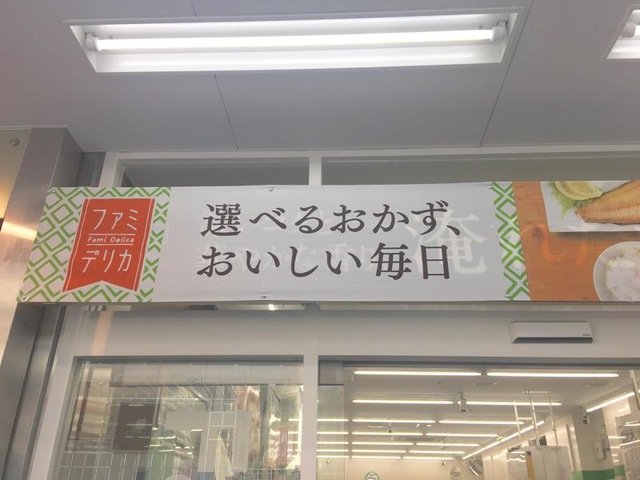 ファミ
Fami Delica
デリカ
選べるおかず、
おいしい毎日